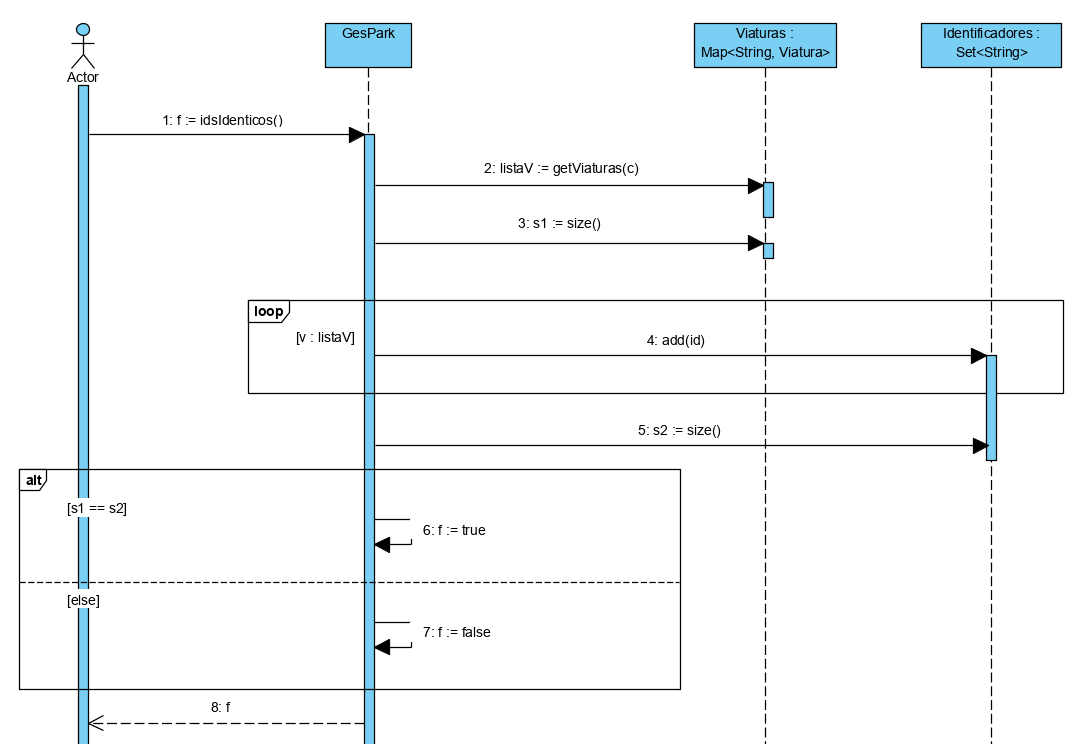 Actor
GesPark
Viaturas :
Map<String, Viatura>
Identificadores :
Set<String>
1: f := idsIdenticos()
2: listaV := getViaturas(c)
3: s1 := size()
loop
[v : listaV]
4: add(id)
5: s2 := size()
alt
[s1 == s2]
6: f := true
[else]
7: f := false
8: f